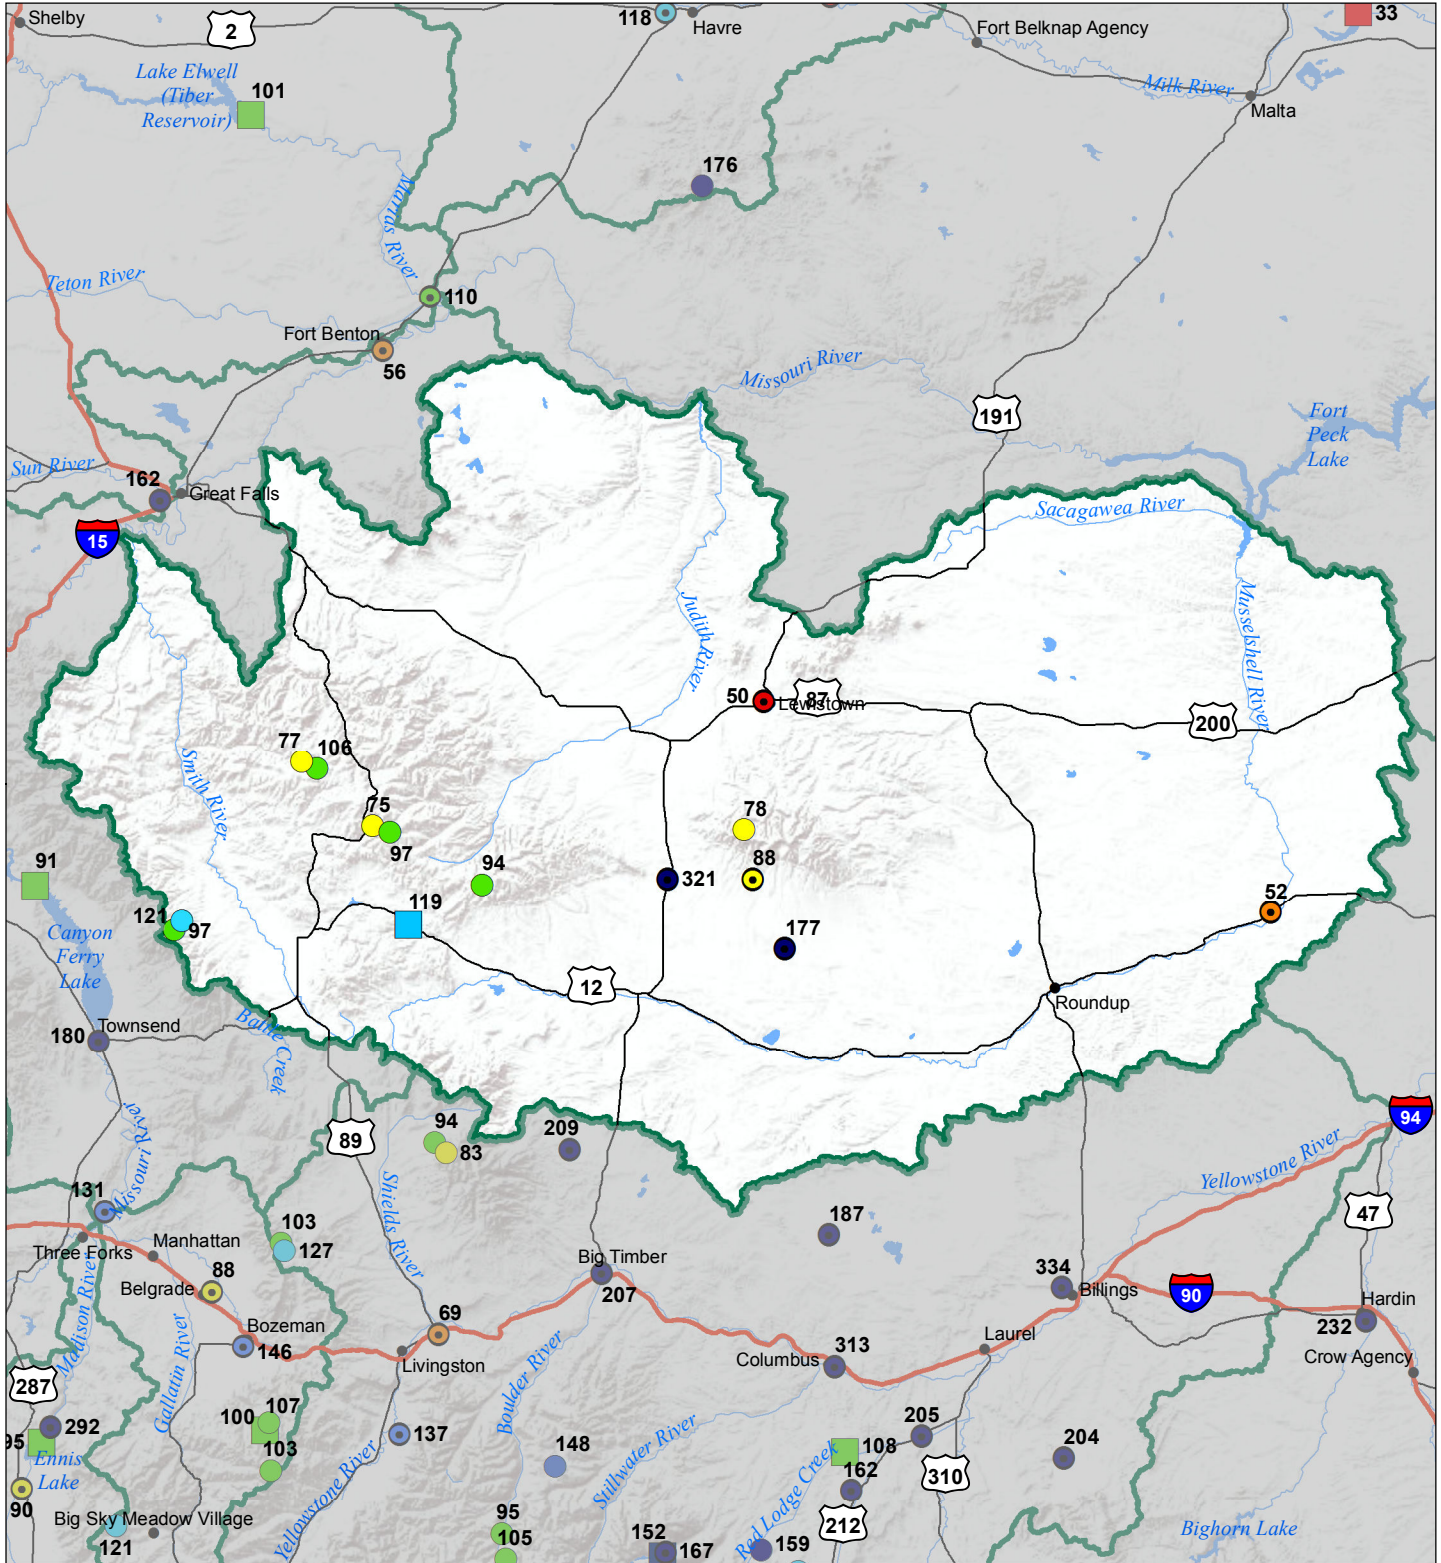 Shelby
2
118
Havre
Fort Belknap Agency
33
Lake Elwell
(Tiber
Reservoir)
101
Milk River
Malta
176
Marias River
Teton River
110
Fort Benton
56
Missouri River
191
Fort
Peck
Lake
Sun River
162
Great Falls
15
Sacagawea River
Judith River
Musselshell River
50
Lewistown
87
200
77
106
Smith River
75
97
78
94
88
321
91
119
52
121
97
Canyon
Ferry
Lake
177
12
Roundup
Townsend
180
Battle Creek
Missouri River
89
94
83
209
94
Yellowstone River
Shields River
131
47
103
127
187
Three Forks
Manhattan
88
Belgrade
Big Timber
207
334
Billings
90
Hardin
232
Madison River
Gallatin River
Bozeman
146
69
Livingston
Boulder River
Columbus
313
Laurel
Crow Agency
287
107
100
292
95
103
137
Ennis
Lake
148
Stillwater River
205
108
162
204
310
Red Lodge Creek
90
Yellowstone River
Big Sky Meadow Village
121
95
105
152
167
159
212
Bighorn Lake